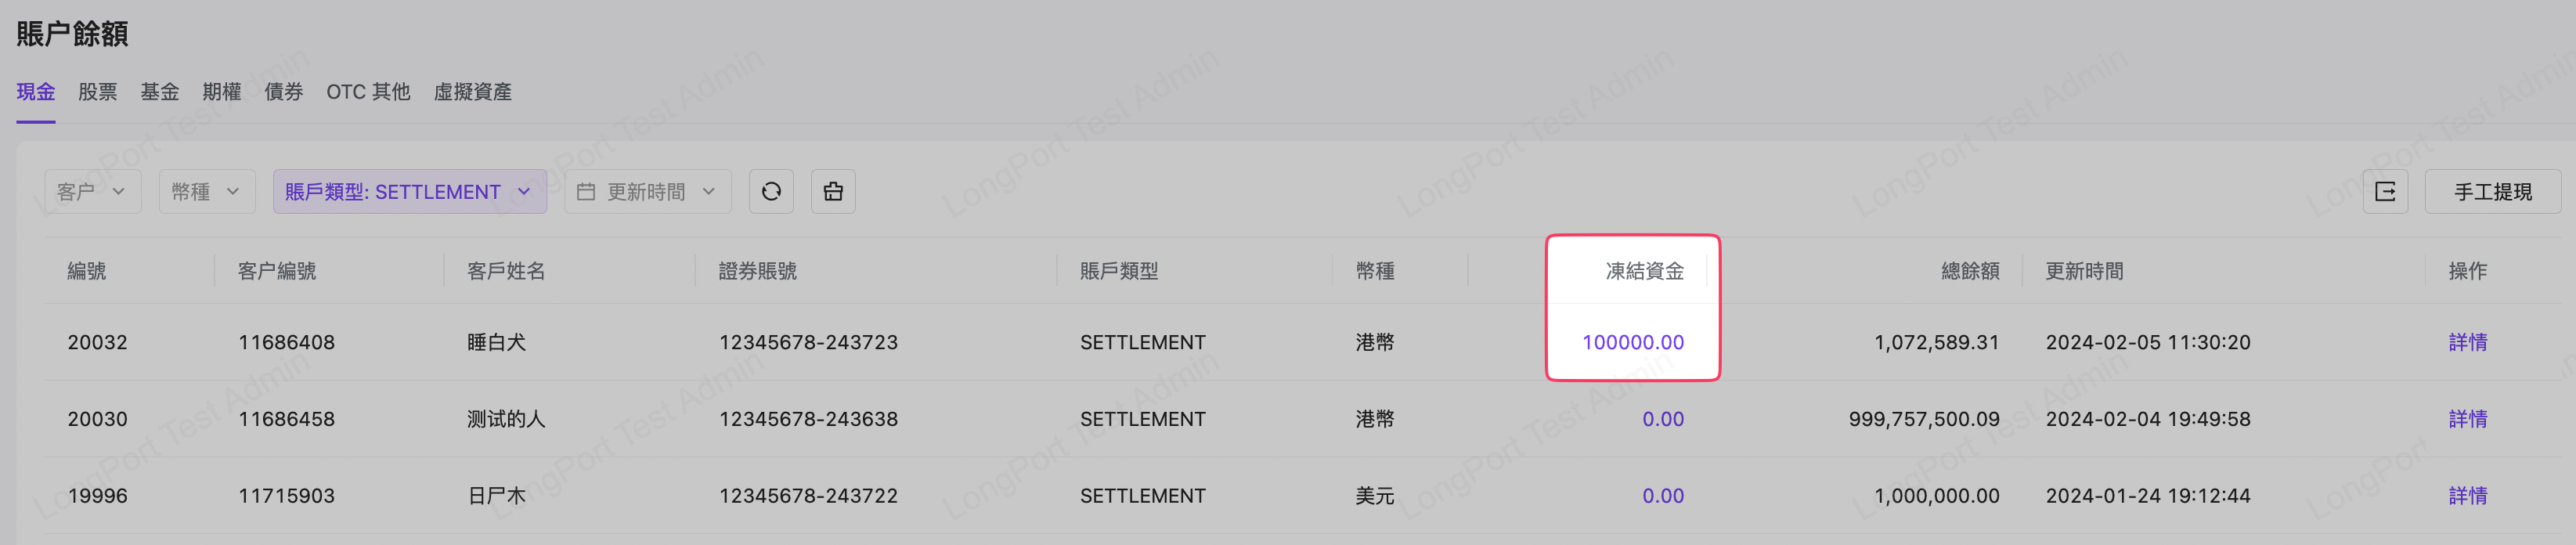 賬户餘額
現金 股票 基金 期權 債券 OTC 其他 虛擬資產
客户 幣種 賬戶類型: SETTLEMENT 更新時間 手工提現
編號 客户編號 客戶姓名 證券賬號 賬戶類型 幣種 凍結資金 總餘額 更新時間 操作
20032 11686408 睡白犬 12345678-243723 SETTLEMENT 港幣 100000.00 1,072,589.31 2024-02-05 11:30:20 詳情
20030 11686458 测试的人 12345678-243638 SETTLEMENT 港幣 0.00 999,757,500.09 2024-02-04 19:49:58 詳情
19996 11715903 日尸木 12345678-243722 SETTLEMENT 美元 0.00 1,000,000.00 2024-01-24 19:12:44 詳情
LongPort Test Admin